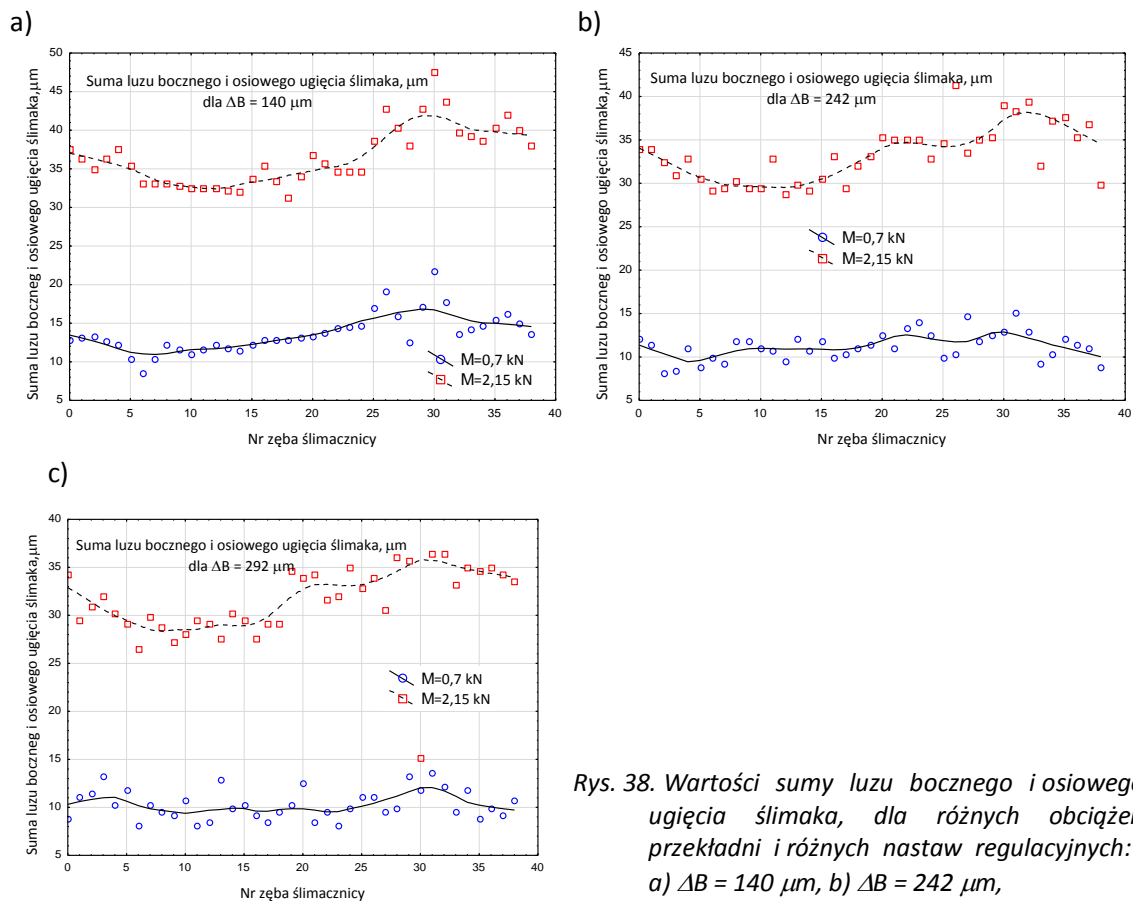 a)
Suma luzu boczneg i osiowego ugięcia ślimaka,μm
50
45
40
35
30
25
20
15
10
5
Suma luzu bocznego i osiowego ugięcia ślimaka, μm
dla ΔB = 140 μm
M=0,7 kN
M=2,15 kN
0 5 10 15 20 25 30 35 40
Nr zęba ślimacznicy
b)
Suma luzu boczneg i osiowego ugięcia ślimaka,μm
45
40
35
30
25
20
15
10
5
Suma luzu bocznego i osiowego ugięcia ślimaka, μm
dla ΔB = 242 μm
M=0,7 kN
M=2,15 kN
0 5 10 15 20 25 30 35 40
Nr zęba ślimacznicy
c)
Suma luzu boczneg i osiowego ugięcia ślimaka,μm
40
35
30
25
20
15
10
5
Suma luzu bocznego i osiowego ugięcia ślimaka, μm
dla ΔB = 292 μm
M=0,7 kN
M=2,15 kN
0 5 10 15 20 25 30 35 40
Nr zęba ślimacznicy
Rys. 38. Wartości sumy luzu bocznego i osiowego
ugięcia ślimaka, dla różnych obciążeń
przekładni i różnych nastaw regulacyjnych:
a) ΔB = 140 μm, b) ΔB = 242 μm,